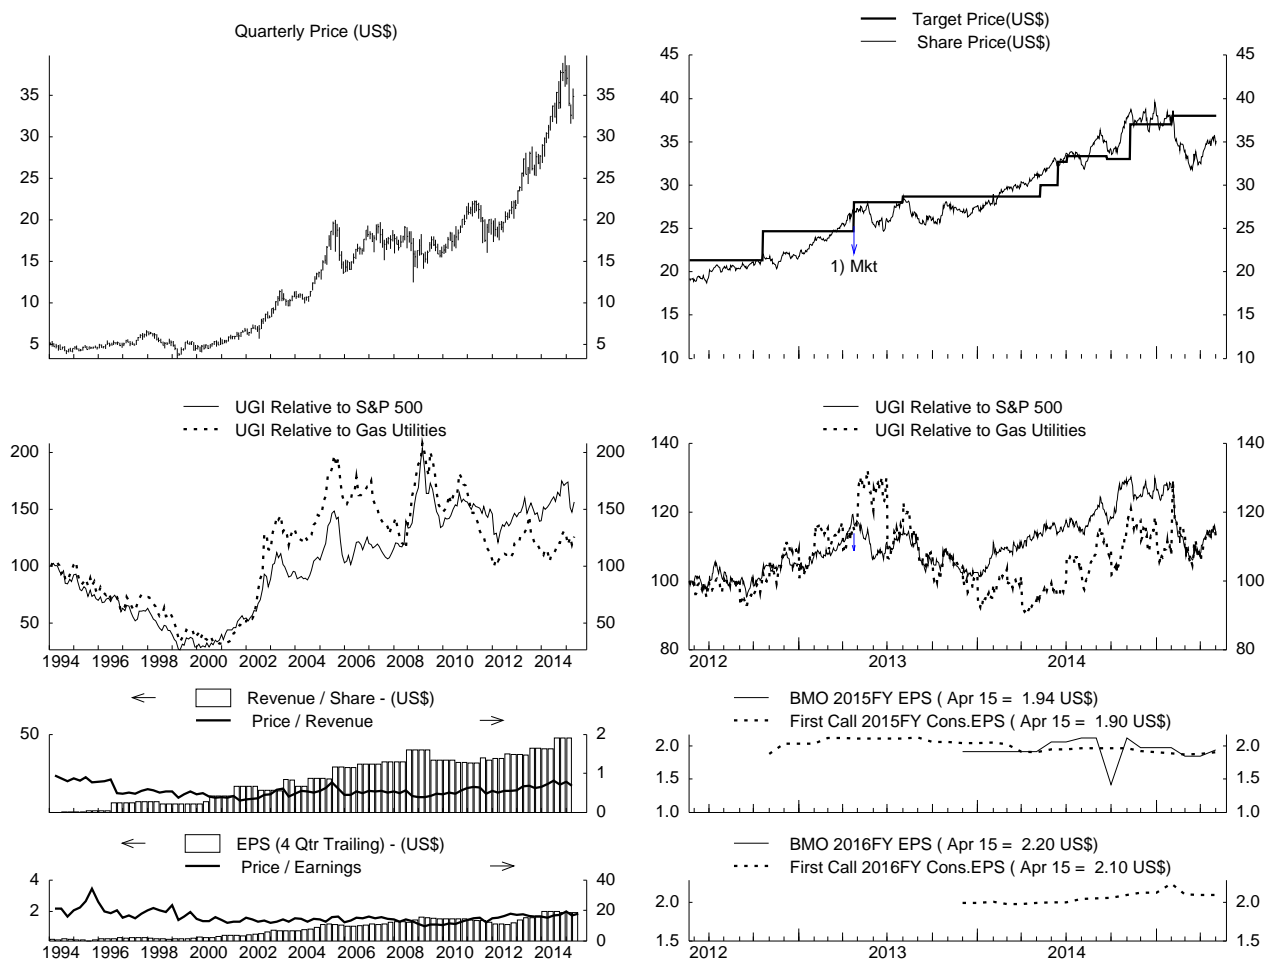 Quarterly Price (US$)
35 35
30 30
25 25
20 20
15 15
10 10
5 5
Target Price(US$)
Share Price(US$)
45 45
40 40
35 35
30 30
25 25
20 20
15 15
10 10
1) Mkt
UGI Relative to S&P 500
UGI Relative to Gas Utilities
200 200
150 150
100 100
50 50
1994 1996 1998 2000 2002 2004 2006 2008 2010 2012 2014
UGI Relative to S&P 500
UGI Relative to Gas Utilities
140 140
120 120
100 100
80 80
2012 2013 2014
Revenue / Share - (US$)
Price / Revenue
50 2
1
0 0
BMO 2015FY EPS ( Apr 15 = 1.94 US$)
First Call 2015FY Cons.EPS ( Apr 15 = 1.90 US$)
2.0 2.0
1.5 1.5
1.0 1.0
EPS (4 Qtr Trailing) - (US$)
Price / Earnings
4 40
2 20
0 0
1994 1996 1998 2000 2002 2004 2006 2008 2010 2012 2014
BMO 2016FY EPS ( Apr 15 = 2.20 US$)
First Call 2016FY Cons.EPS ( Apr 15 = 2.10 US$)
2.0 2.0
1.5 1.5
2012 2013 2014